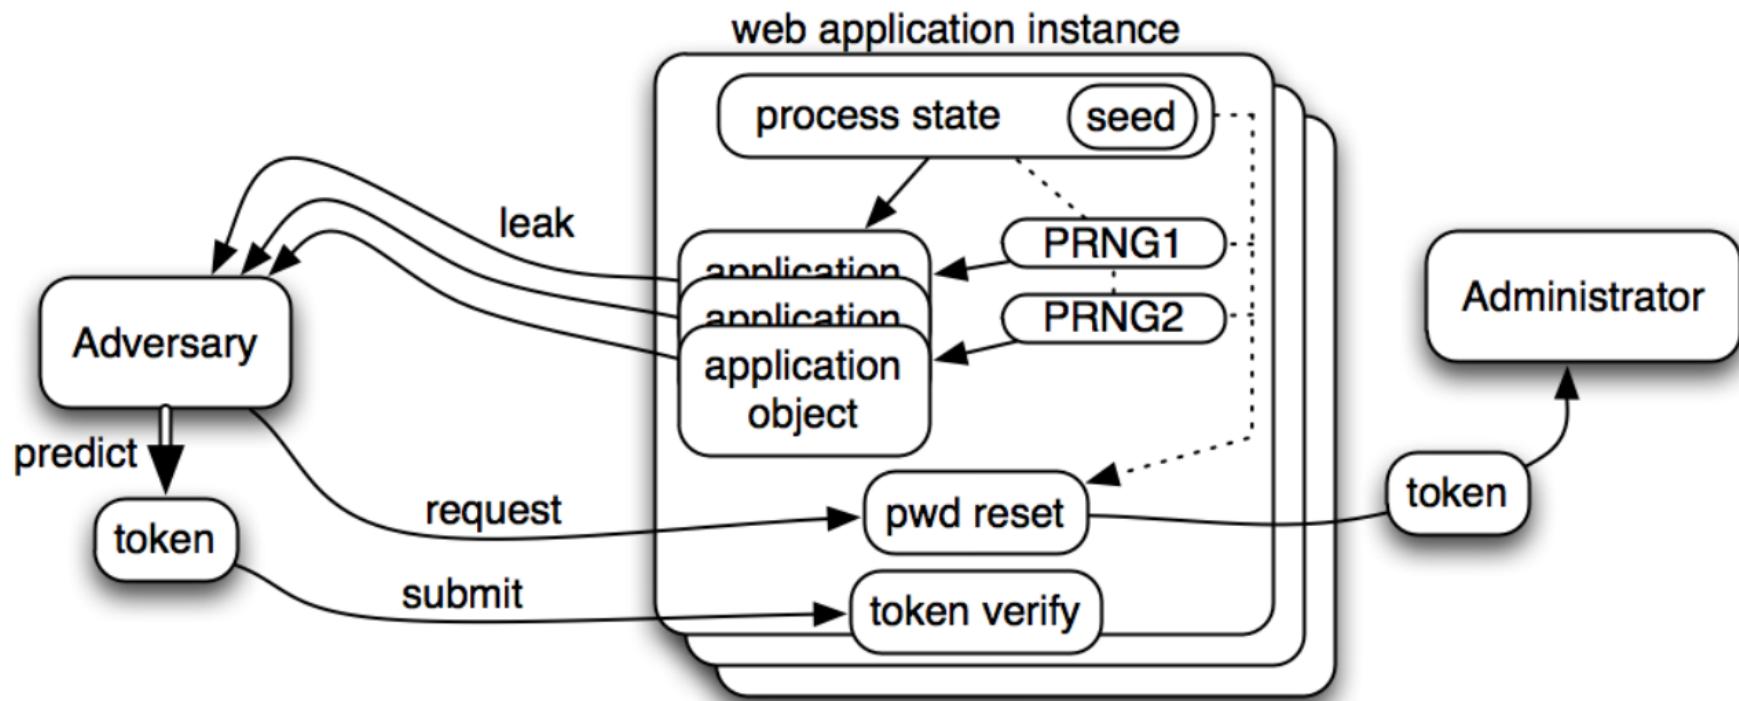 web application instance
process state
seed
leak
application
PRNG1
application
PRNG2
application
object
Adversary
Administrator
predict
token
request
pwd reset
token
submit
token verify